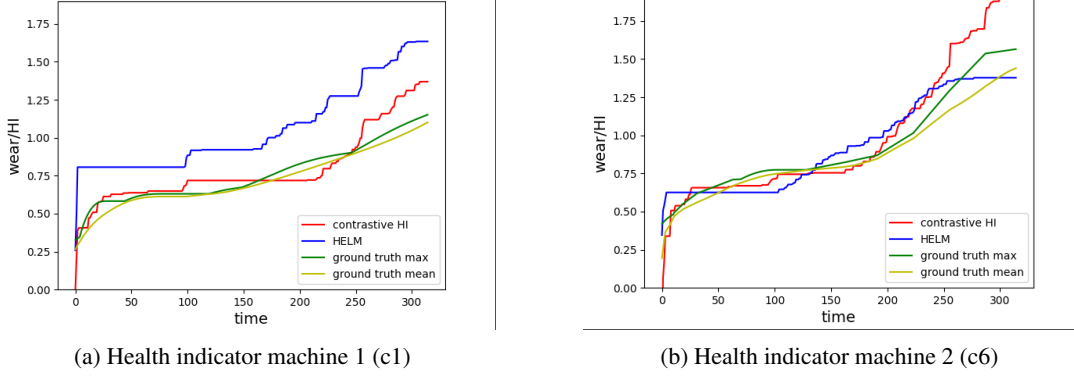 1.75
1.50
1.25
1.00
0.75
0.50
0.25
0.00
wear/HI
0 50 100 150 200 250 300
time
contrastive HI
HELM
ground truth max
ground truth mean
(a) Health indicator machine 1 (c1)
1.75
1.50
1.25
1.00
0.75
0.50
0.25
0.00
wear/HI
0 50 100 150 200 250 300
time
contrastive HI
HELM
ground truth max
ground truth mean
(b) Health indicator machine 2 (c6)